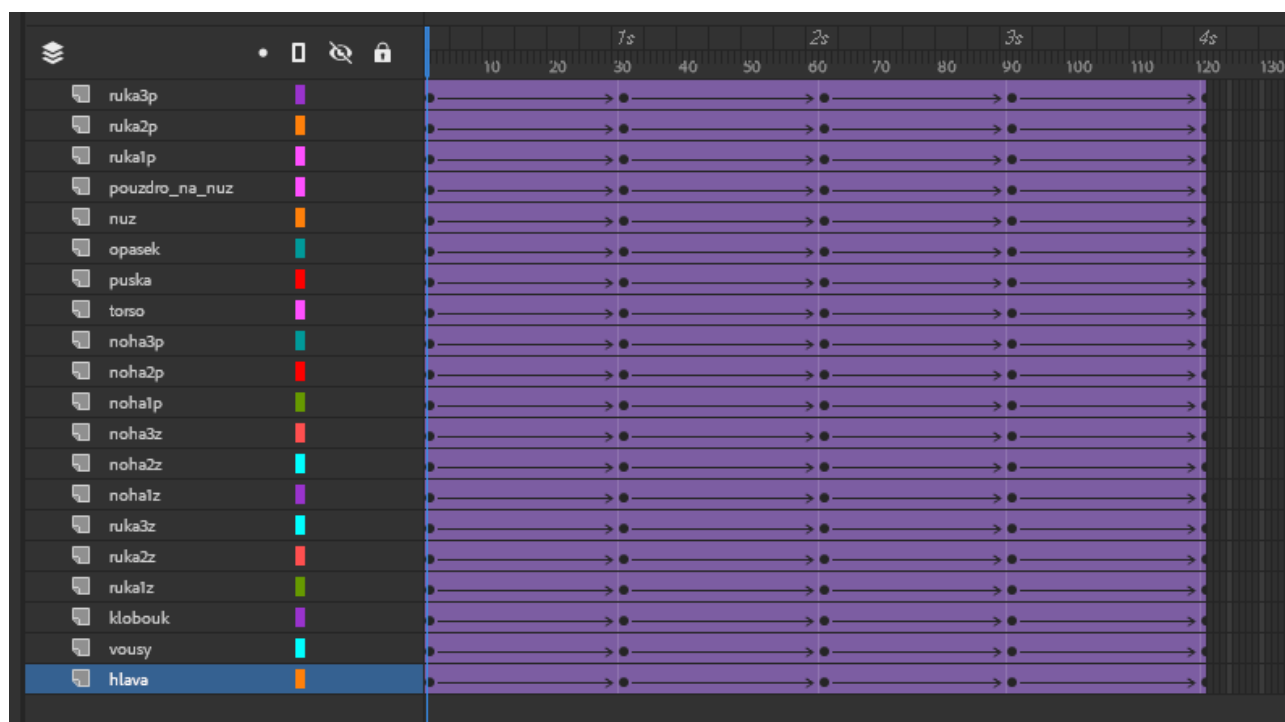 1s 2s 3s 4s
10 20 30 40 50 60 70 80 90 100 110 120 130
ruka3p
ruka2p
ruka1p
pouzdro_na_nuz
nuz
opasek
puska
torso
noha3p
noha2p
noha1p
noha3z
noha2z
noha1z
ruka3z
ruka2z
ruka1z
klobouk
vousy
hlava